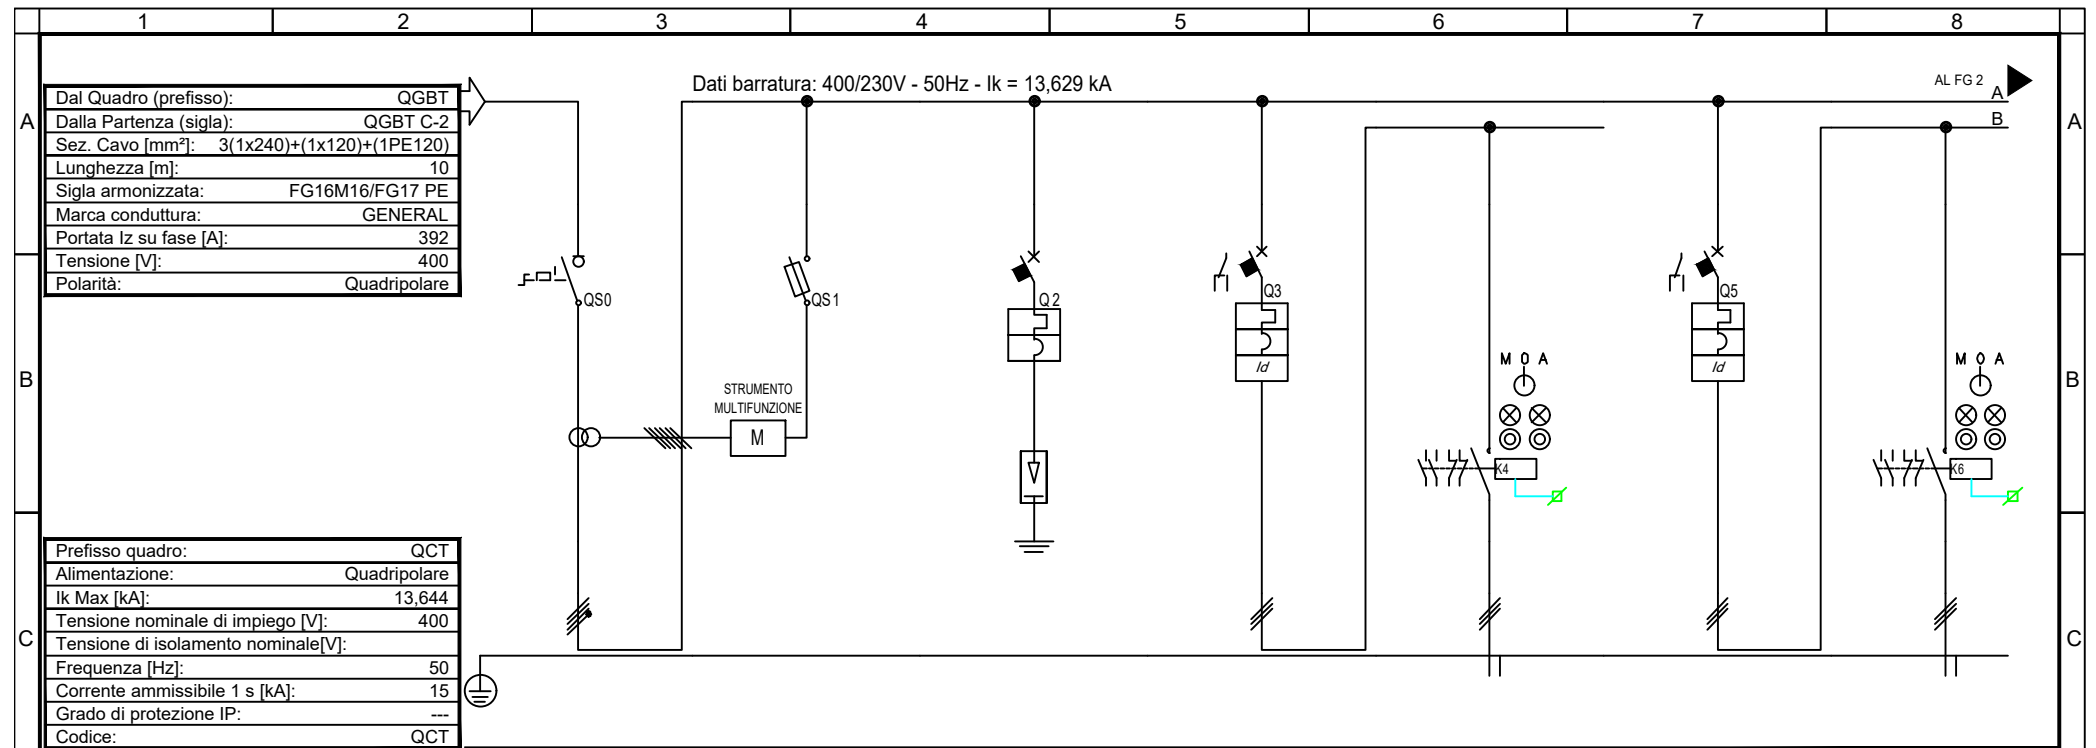 1 2 3 4 5 6 7 8
A A
B B
C C
Dal Quadro (prefisso): QGBT
Dalla Partenza (sigla): QGBT C-2
Sez. Cavo [mm²]: 3(1x240)+(1x120)+(1PE120)
Lunghezza [m]: 10
Sigla armonizzata: FG16M16/FG17 PE
Marca conduttura: GENERAL
Portata Iz su fase [A]: 392
Tensione [V]: 400
Polarità: Quadripolare
Dati barratura: 400/230V - 50Hz - Ik = 13,629 kA
AL FG 2
A
B
QS0
QS1
Q2
Q3
Q5
Id
Id
M O A
M O A
STRUMENTO
MULTIFUNZIONE
M
K4
K6
Prefisso quadro: QCT
Alimentazione: Quadripolare
Ik Max [kA]: 13,644
Tensione nominale di impiego [V]: 400
Tensione di isolamento nominale[V]:
Frequenza [Hz]: 50
Corrente ammissibile 1 s [kA]: 15
Grado di protezione IP: ---
Codice: QCT